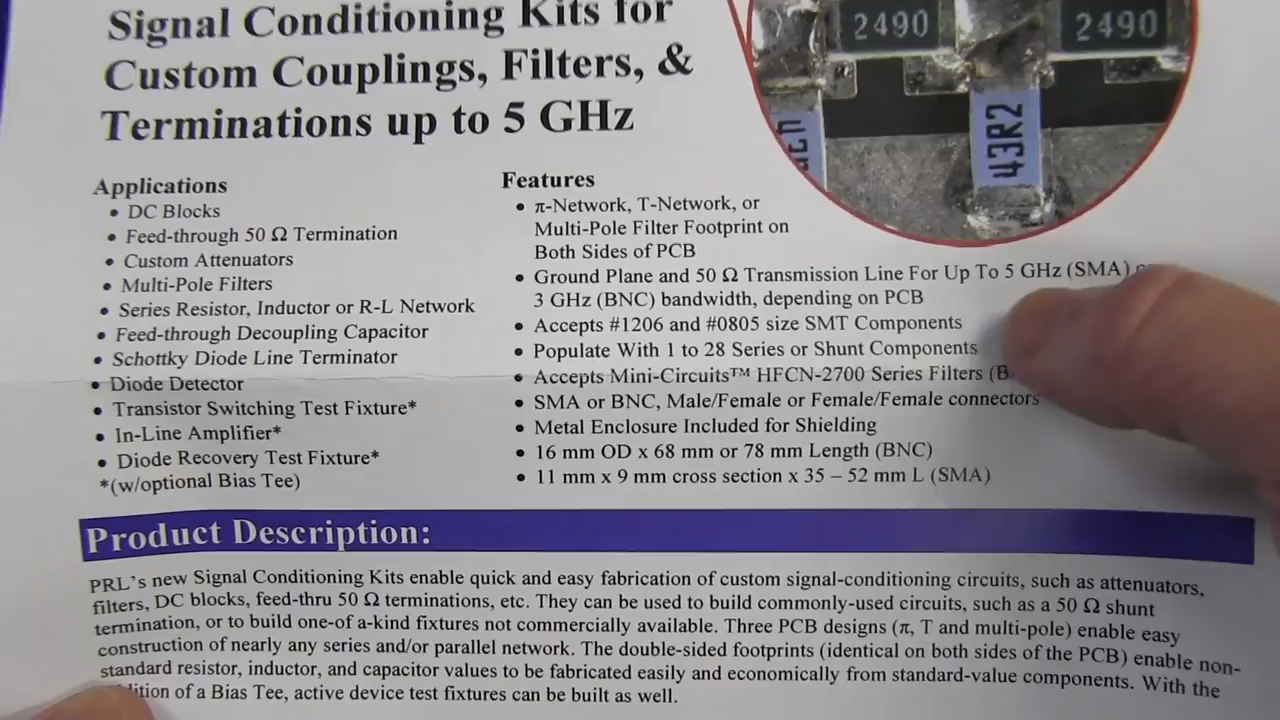 Signal Conditioning Kits for
Custom Couplings, Filters, &
Terminations up to 5 GHz
2490
2490
43R2
Applications
• DC Blocks
• Feed-through 50 Ω Termination
• Custom Attenuators
• Multi-Pole Filters
• Series Resistor, Inductor or R-L Network
• Feed-through Decoupling Capacitor
• Schottky Diode Line Terminator
• Diode Detector
• Transistor Switching Test Fixture*
• In-Line Amplifier*
• Diode Recovery Test Fixture*
*(w/optional Bias Tee)
Features
• π-Network, T-Network, or
Multi-Pole Filter Footprint on
Both Sides of PCB
• Ground Plane and 50 Ω Transmission Line For Up To 5 GHz (SMA)
3 GHz (BNC) bandwidth, depending on PCB
• Accepts #1206 and #0805 size SMT Components
• Populate With 1 to 28 Series or Shunt Components
• Accepts Mini-Circuits™ HFCN-2700 Series Filters
• SMA or BNC, Male/Female or Female/Female connectors
• Metal Enclosure Included for Shielding
• 16 mm OD x 68 mm or 78 mm Length (BNC)
• 11 mm x 9 mm cross section x 35 – 52 mm L (SMA)
Product Description:
PRL's new Signal Conditioning Kits enable quick and easy fabrication of custom signal-conditioning circuits, such as attenuators,
filters, DC blocks, feed-thru 50 Ω terminations, etc. They can be used to build commonly-used circuits, such as a 50 Ω shunt
termination, or to build one-of a-kind fixtures not commercially available. Three PCB designs (π, T and multi-pole) enable easy
construction of nearly any series and/or parallel network. The double-sided footprints (identical on both sides of the PCB) enable non-
standard resistor, inductor, and capacitor values to be fabricated easily and economically from standard-value components. With the
of a Bias Tee, active device test fixtures can be built as well.